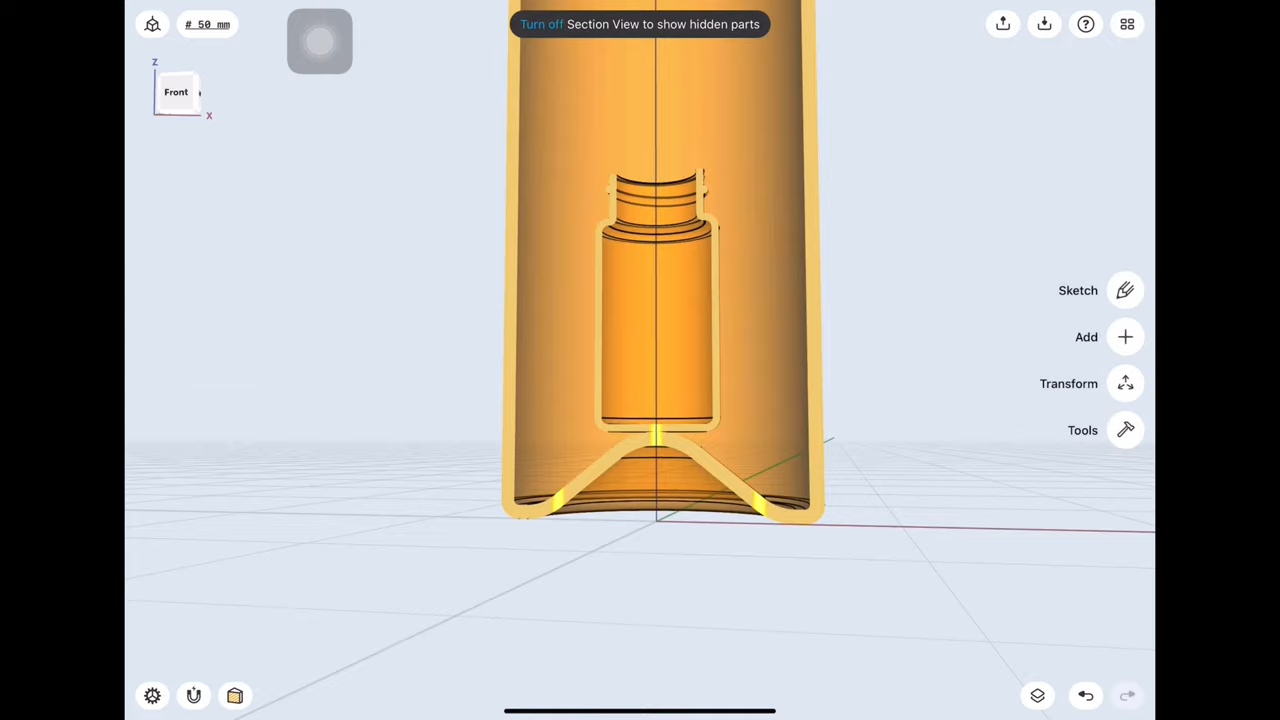 # 50 mm
Turn off Section View to show hidden parts
Z
Front
X
Sketch
Add
Transform
Tools